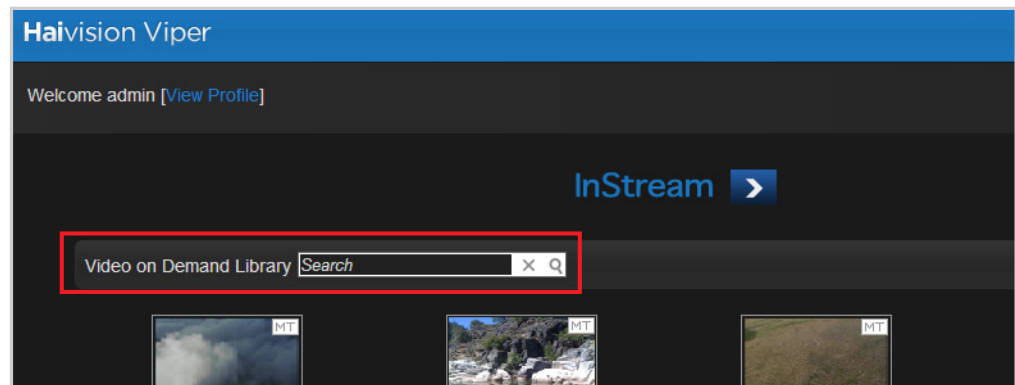 Haivision Viper
Welcome admin [View Profile]
InStream
Video on Demand Library Search
MT MT MT